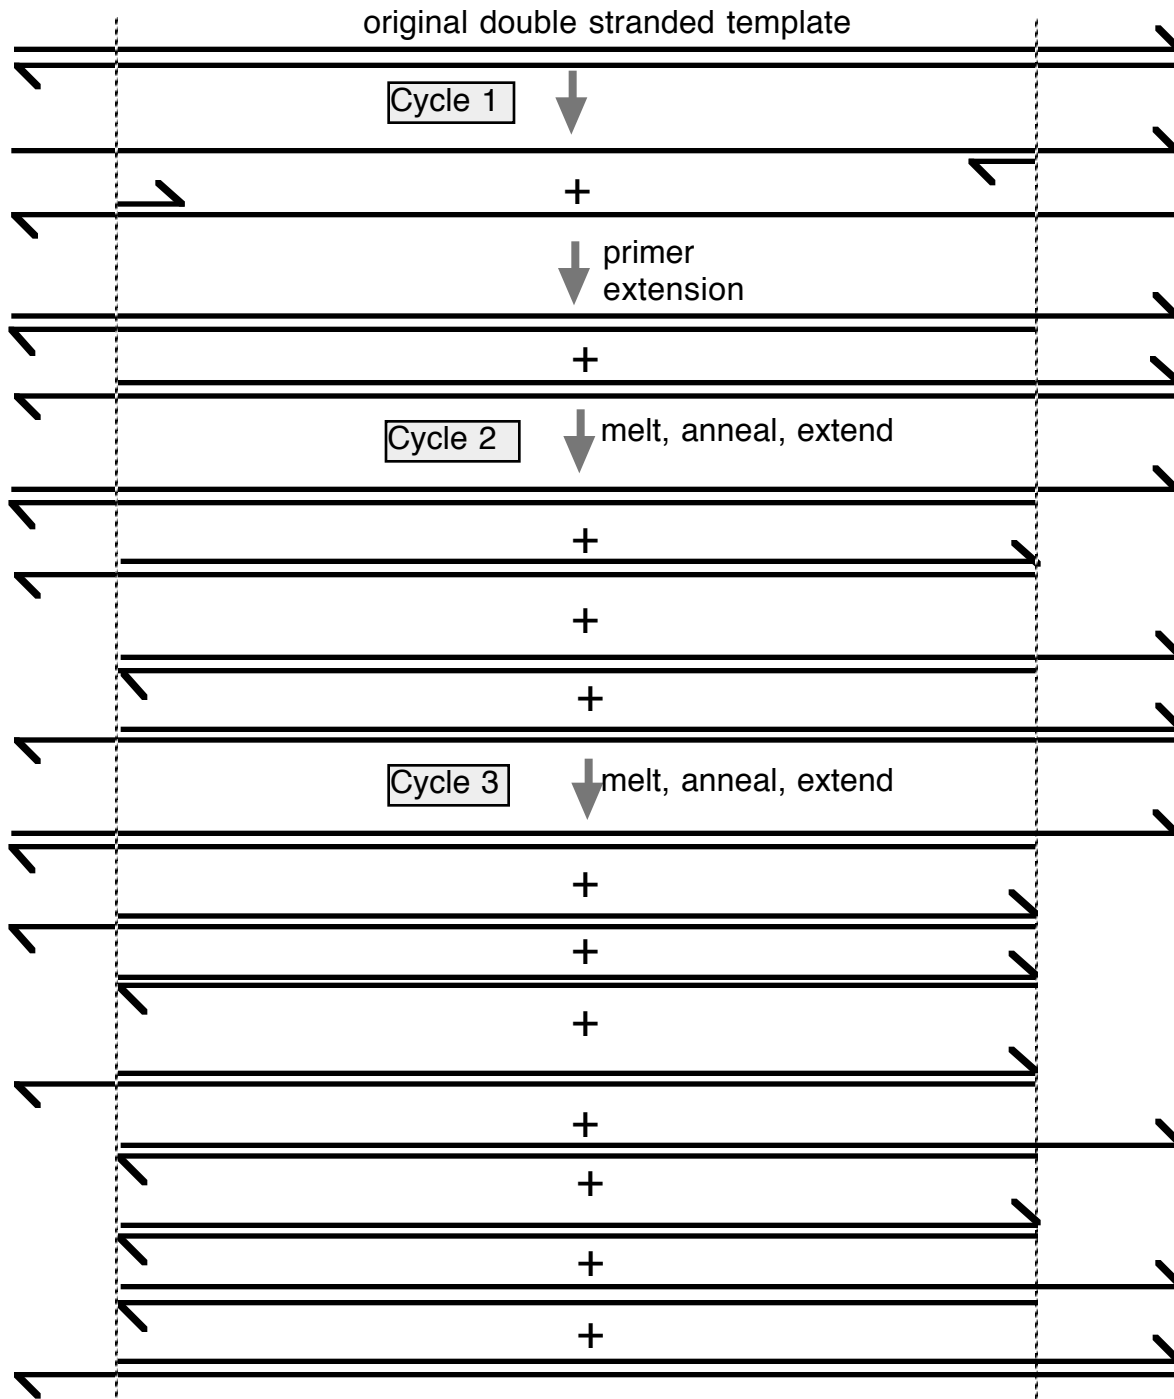 original double stranded template
Cycle 1
+
primer
extension
+
Cycle 2
melt, anneal, extend
+
+
+
Cycle 3
melt, anneal, extend
+
+
+
+
+
+
+